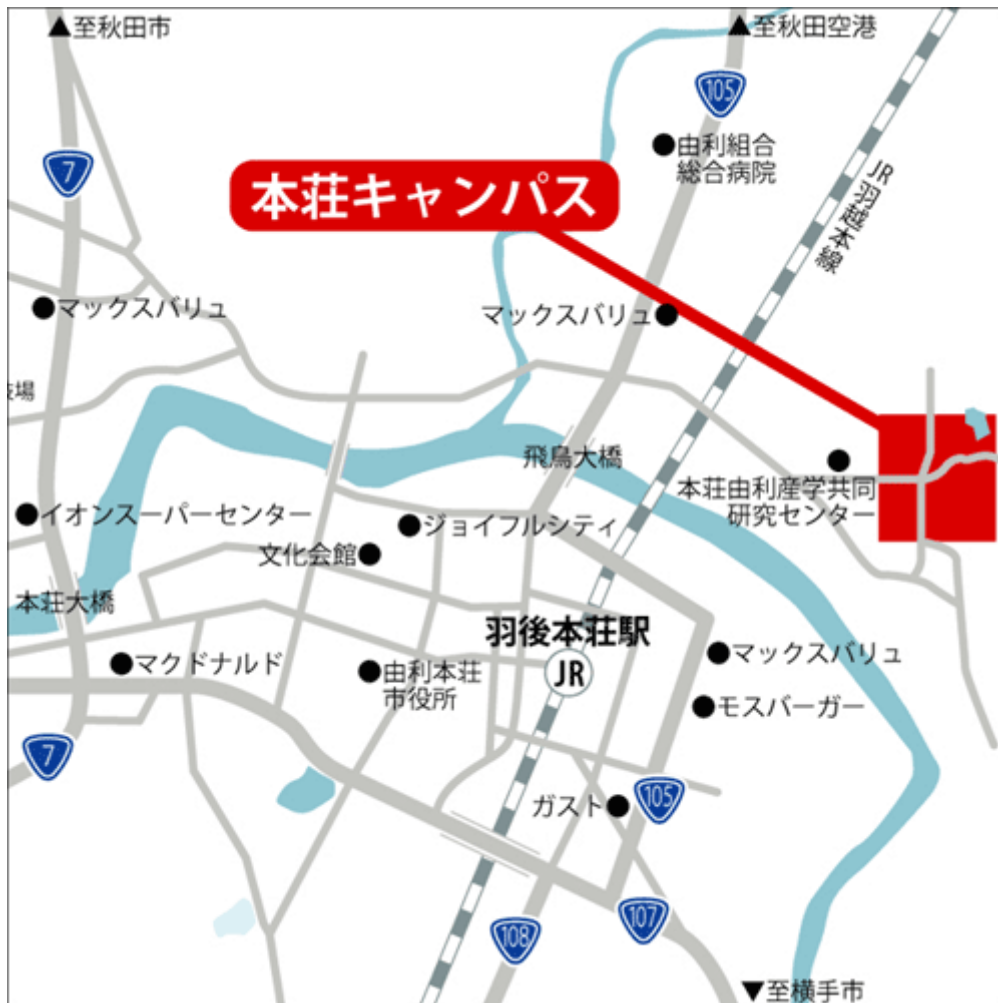 ▲至秋田市
▲至秋田空港
105
7
由利組合
総合病院
JR羽越本線
本荘キャンパス
マックスバリュ
マックスバリュ
技場
飛鳥大橋
本荘由利産学共同
研究センター
イオンスーパーセンター
ジョイフルシティ
文化会館
本荘大橋
羽後本荘駅
JR
マックスバリュ
マクドナルド
由利本荘
市役所
モスバーガー
7
105
ガスト
107
108
▼至横手市